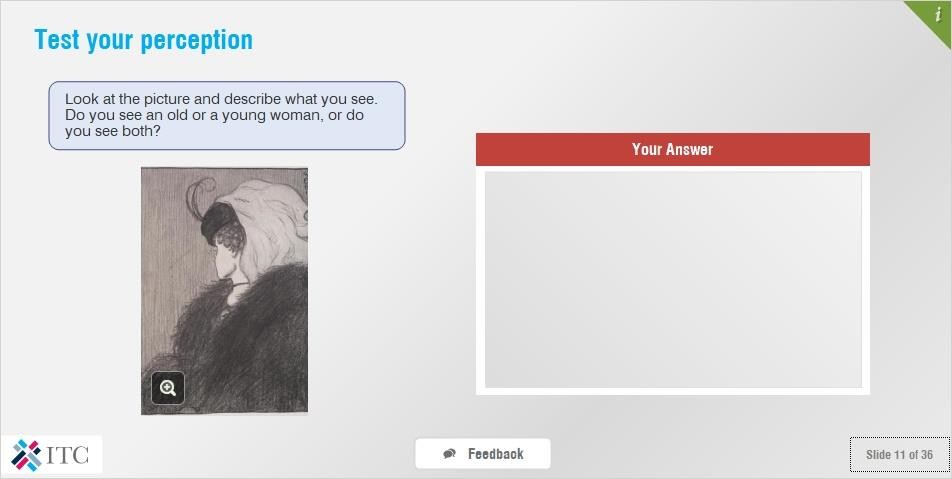 i
Test your perception
Look at the picture and describe what you see.
Do you see an old or a young woman, or do
you see both?
Your Answer
ITC
Feedback
Slide 11 of 36